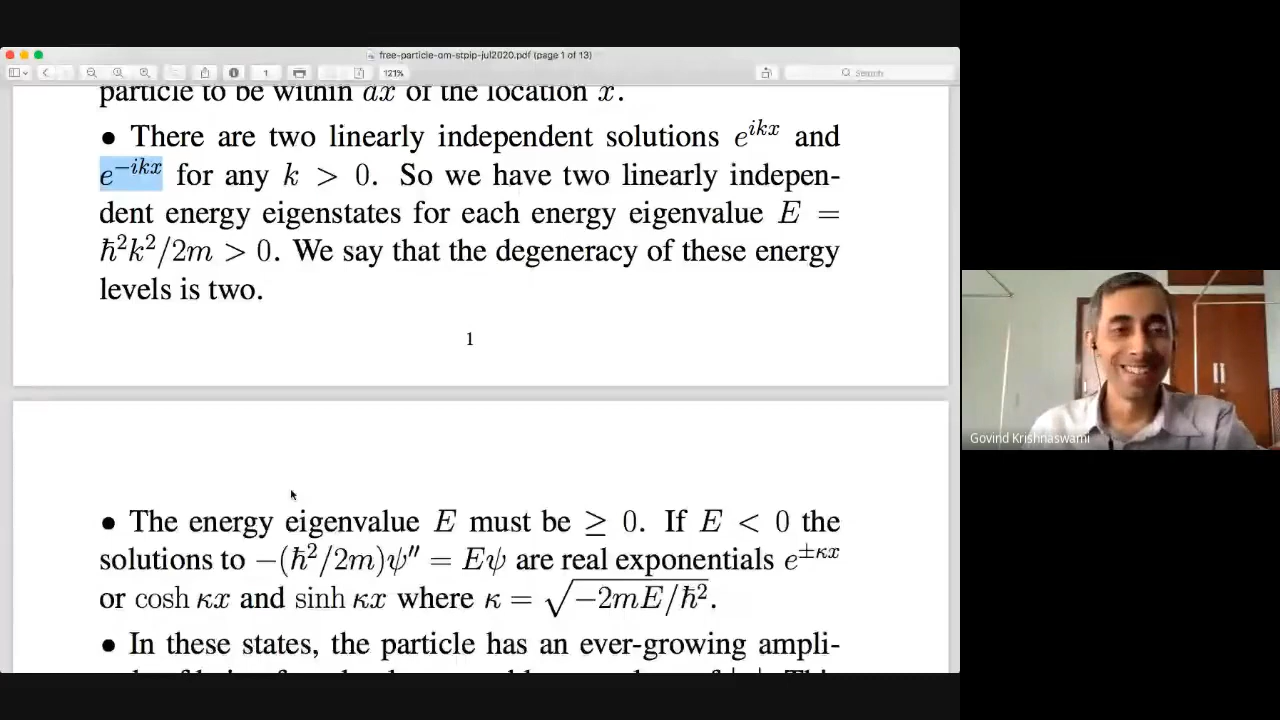 free-particle-qm-stpip-jul2020.pdf (page 1 of 13)
1
121%
Search
particle to be within dx of the location x.
• There are two linearly independent solutions e^{ikx} and
e^{−ikx} for any k > 0. So we have two linearly indepen-
dent energy eigenstates for each energy eigenvalue E =
ħ²k²/2m > 0. We say that the degeneracy of these energy
levels is two.
1
• The energy eigenvalue E must be ≥ 0. If E < 0 the
solutions to −(ħ²/2m)ψ″ = Eψ are real exponentials e^{±κx}
or cosh κx and sinh κx where κ = √−2mE/ħ².
• In these states, the particle has an ever-growing ampli-
Govind Krishnaswami